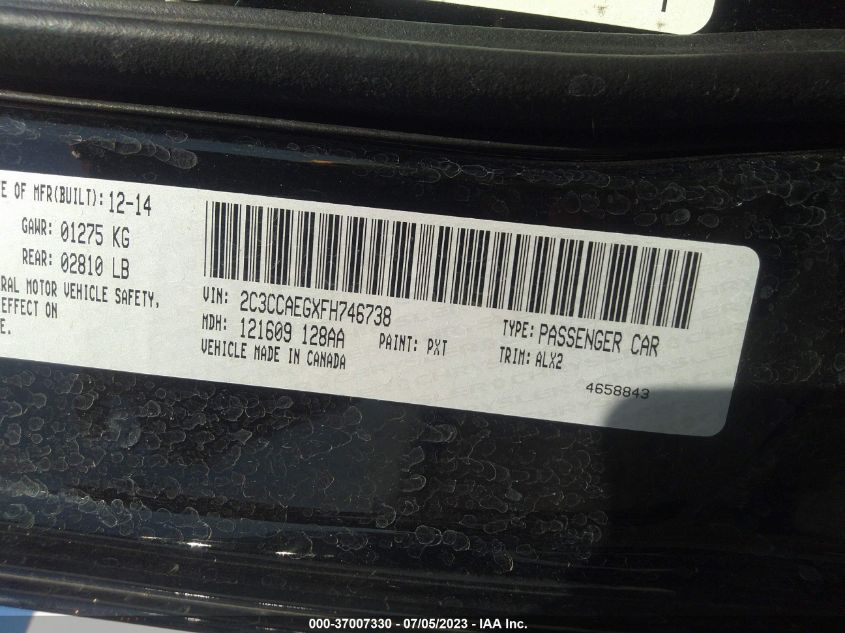 E OF MFR(BUILT): 12-14
GAWR: 01275 KG
REAR: 02810 LB
ERAL MOTOR VEHICLE SAFETY,
EFFECT ON
E.
VIN: 2C3CCAEGXFH746738
MDH: 121609 128AA
PAINT: PXT
VEHICLE MADE IN CANADA
TYPE: PASSENGER CAR
TRIM: ALX2
4658843
000-37007330 - 07/05/2023 - IAA Inc.